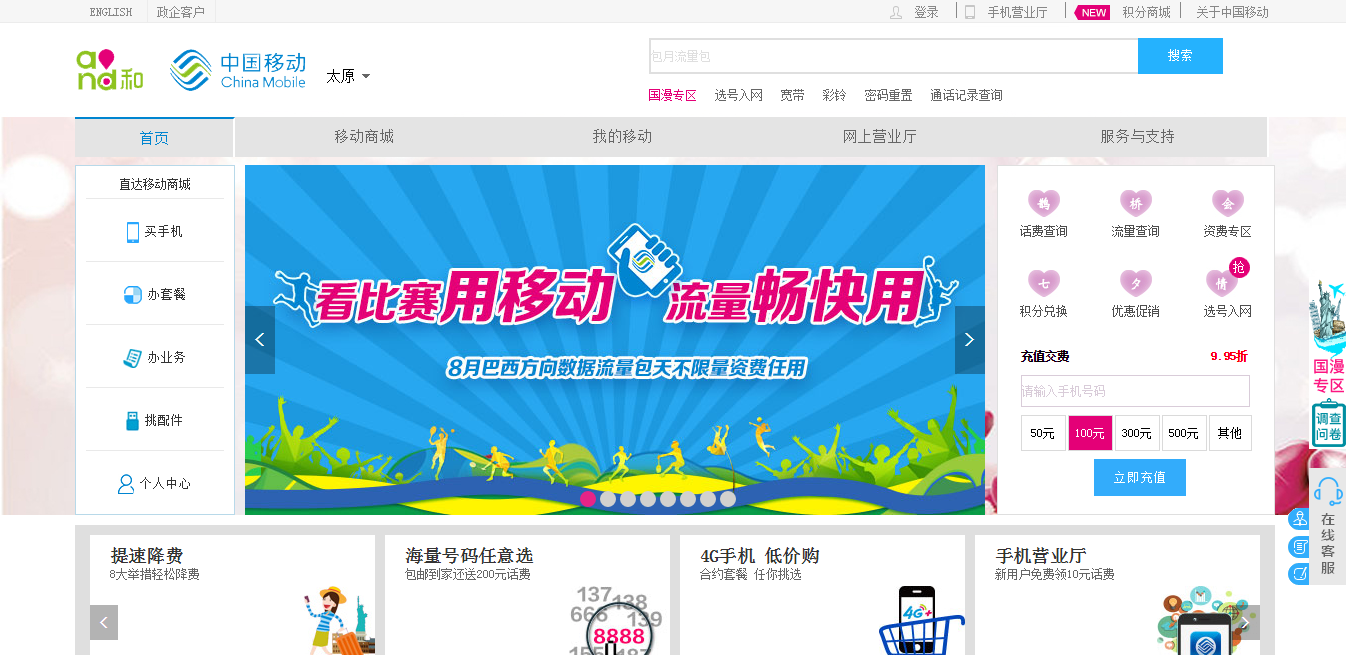 ENGLISH 政企客户 登录 手机营业厅 NEW 积分商城 关于中国移动
and和 中国移动 China Mobile 太原
包月流量包 搜索
国漫专区 选号入网 宽带 彩铃 密码重置 通话记录查询
首页 移动商城 我的移动 网上营业厅 服务与支持
直达移动商城
买手机
办套餐
办业务
挑配件
个人中心
看比赛用移动 流量畅快用
8月巴西方向数据流量包天不限量资费任用
鹊 桥 会
话费查询 流量查询 资费专区
七 夕 情 抢
积分兑换 优惠促销 选号入网
充值交费 9.95折
请输入手机号码
50元 100元 300元 500元 其他
立即充值
国漫
专区
调查
问卷
在
线
客
服
提速降费
8大举措轻松降费
海量号码任意选
包邮到家还送200元话费
137 138
666 139
8888
155 187
4G手机 低价购
合约套餐 任你挑选
4G+
手机营业厅
新用户免费领10元话费